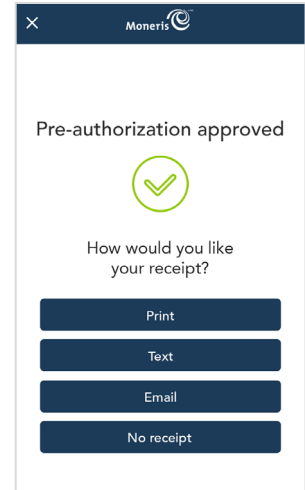 Moneris
Pre-authorization approved
How would you like
your receipt?
Print
Text
Email
No receipt